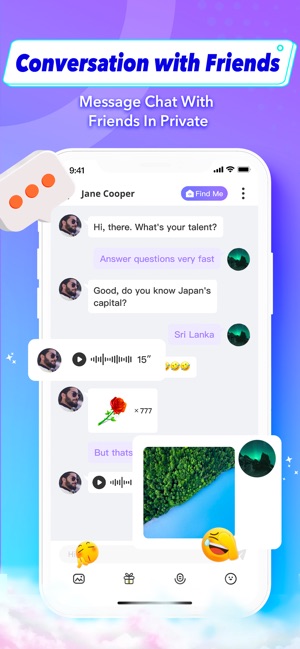 Conversation with Friends
Message Chat With
Friends In Private
9:41
Jane Cooper
Find Me
Hi, there. What's your talent?
Answer questions very fast
Good, do you know Japan's
capital?
Sri Lanka
15"
×777
But thats
Hi